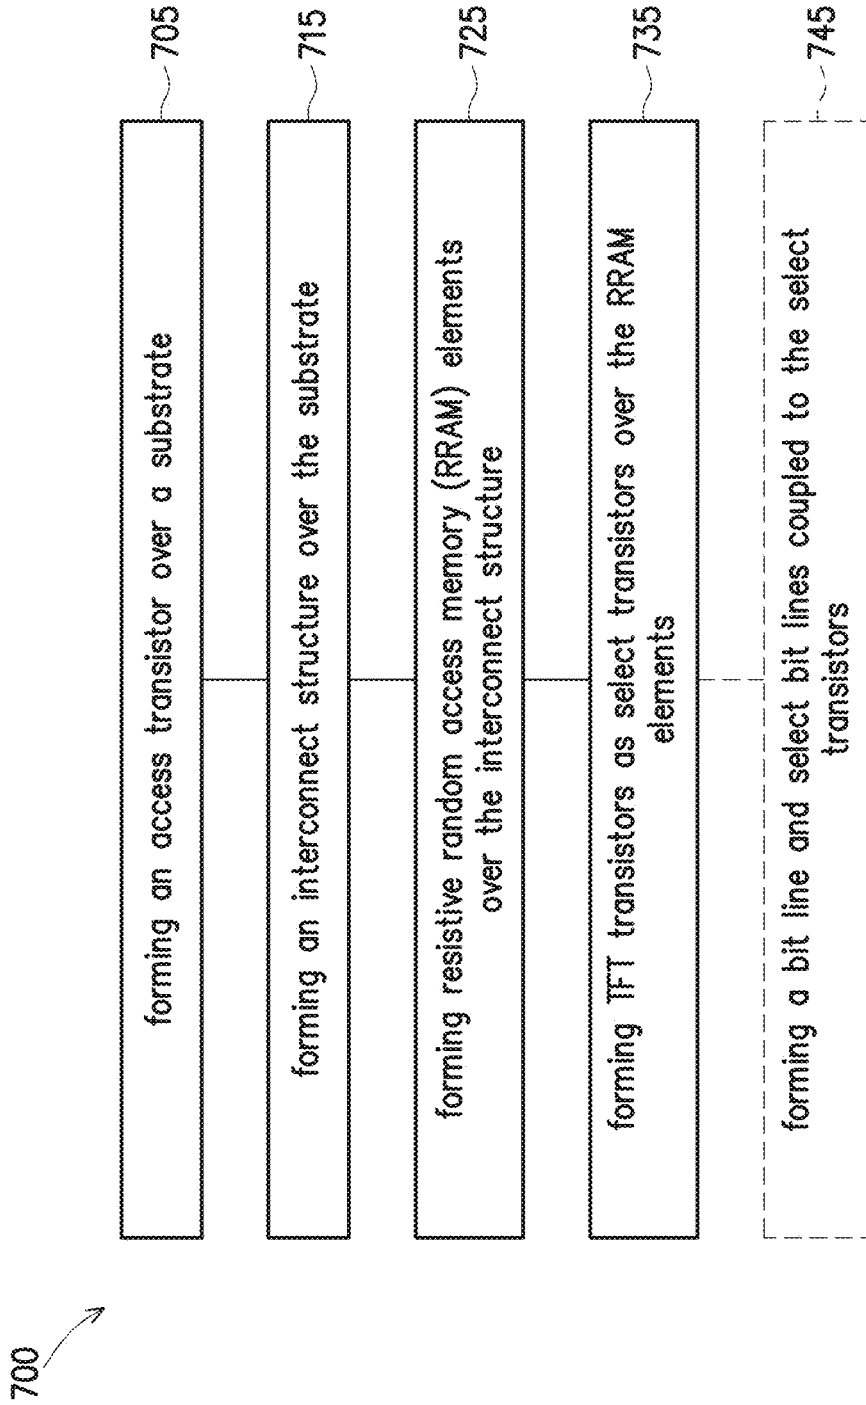 700
forming an access transistor over a substrate
705
forming an interconnect structure over the substrate
715
forming resistive random access memory (RRAM) elements
over the interconnect structure
725
forming TFT transistors as select transistors over the RRAM
elements
735
forming a bit line and select bit lines coupled to the select
transistors
745